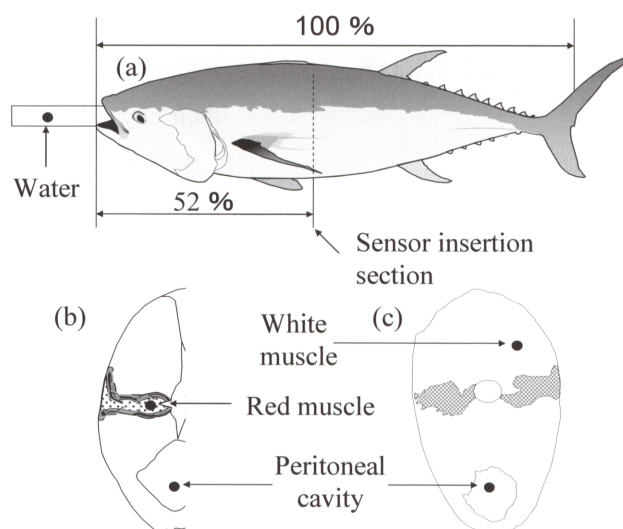 100 %
(a)
Water
52 %
Sensor insertion
section
(b)
White
muscle
(c)
Red muscle
Peritoneal
cavity